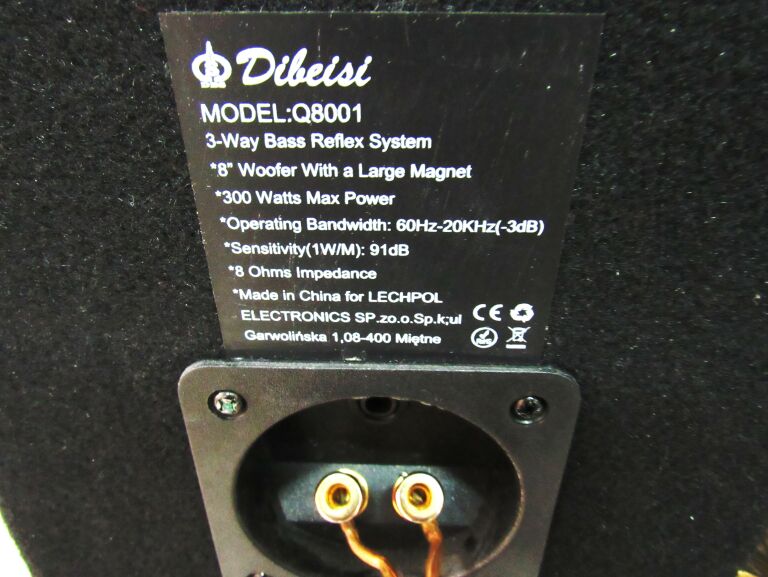 Dibeisi
MODEL:Q8001
3-Way Bass Reflex System
*8" Woofer With a Large Magnet
*300 Watts Max Power
*Operating Bandwidth: 60Hz-20KHz(-3dB)
*Sensitivity(1W/M): 91dB
*8 Ohms Impedance
*Made in China for LECHPOL
ELECTRONICS SP.zo.o.Sp.k;ul
Garwolińska 1,08-400 Miętne
CE